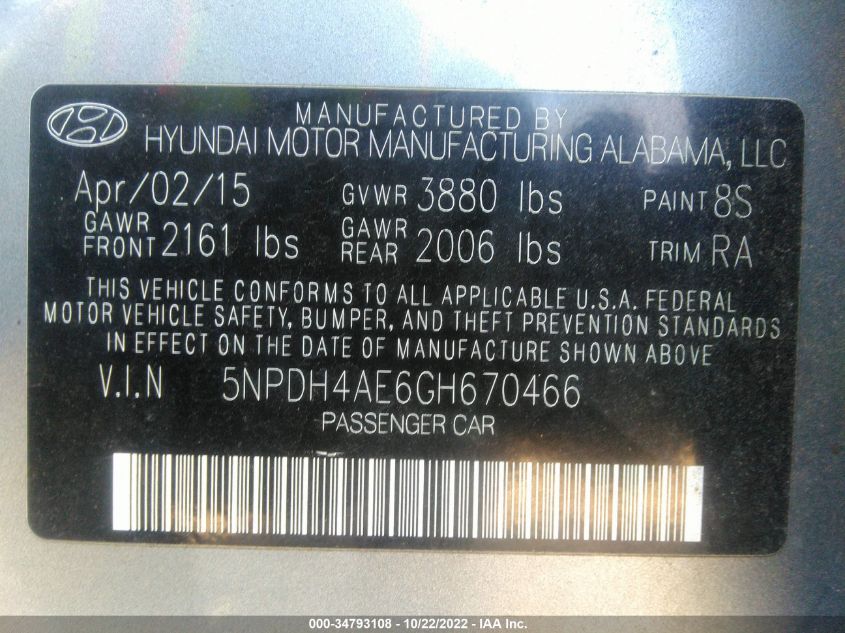 MANUFACTURED BY
HYUNDAI MOTOR MANUFACTURING ALABAMA, LLC
Apr/02/15 GVWR 3880 lbs PAINT 8S
GAWR FRONT 2161 lbs GAWR REAR 2006 lbs TRIM RA
THIS VEHICLE CONFORMS TO ALL APPLICABLE U.S.A. FEDERAL
MOTOR VEHICLE SAFETY, BUMPER, AND THEFT PREVENTION STANDARDS
IN EFFECT ON THE DATE OF MANUFACTURE SHOWN ABOVE
V.I.N 5NPDH4AE6GH670466
PASSENGER CAR
000-34793108 - 10/22/2022 - IAA Inc.